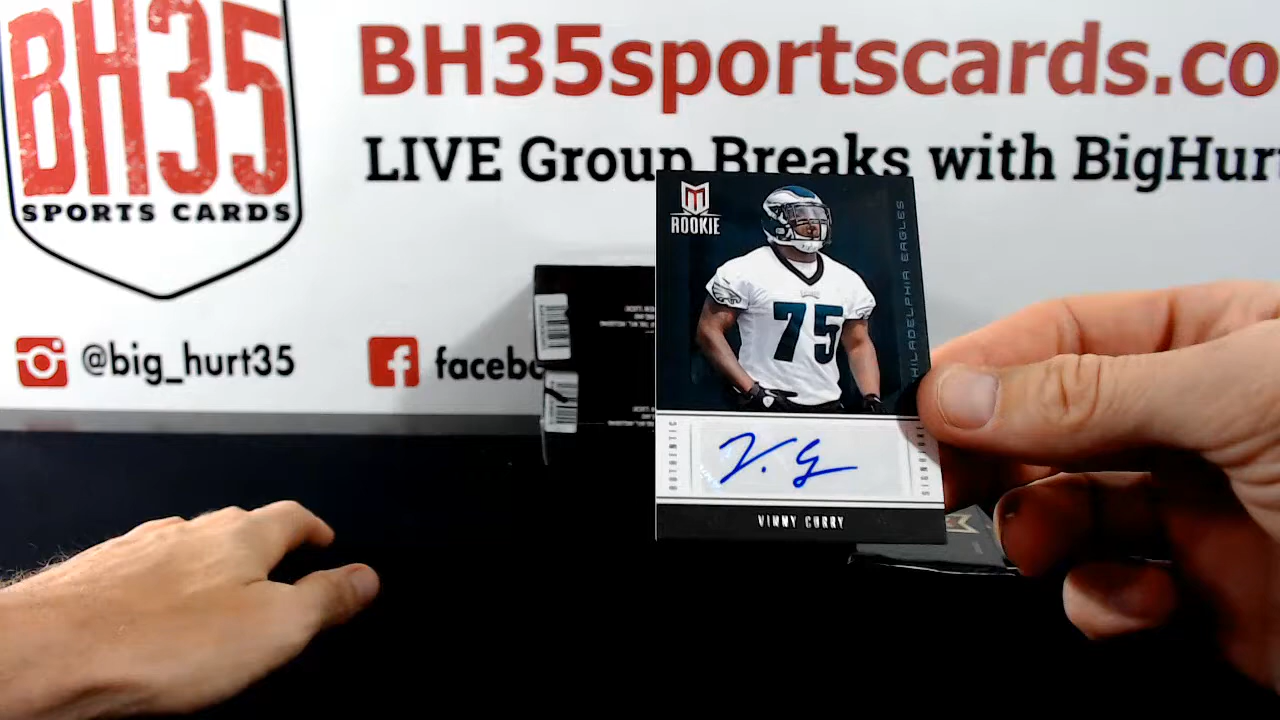 BH35
SPORTS CARDS
BH35sportscards.co
LIVE Group Breaks with BigHurt
@big_hurt35
facebo
M
ROOKIE
PHILADELPHIA EAGLES
75
AUTHENTIC
SIGNATURE
V. C
VINNY CURRY